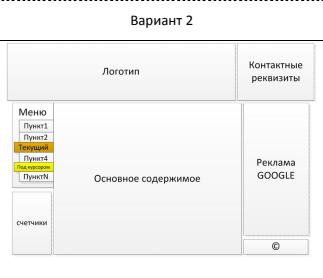 Вариант 2
Логотип
Контактные
реквизиты
Меню
Пункт1
Пункт2
Текущий
Пункт4
Под курсором
ПунктN
счетчики
Основное содержимое
Реклама
GOOGLE
©